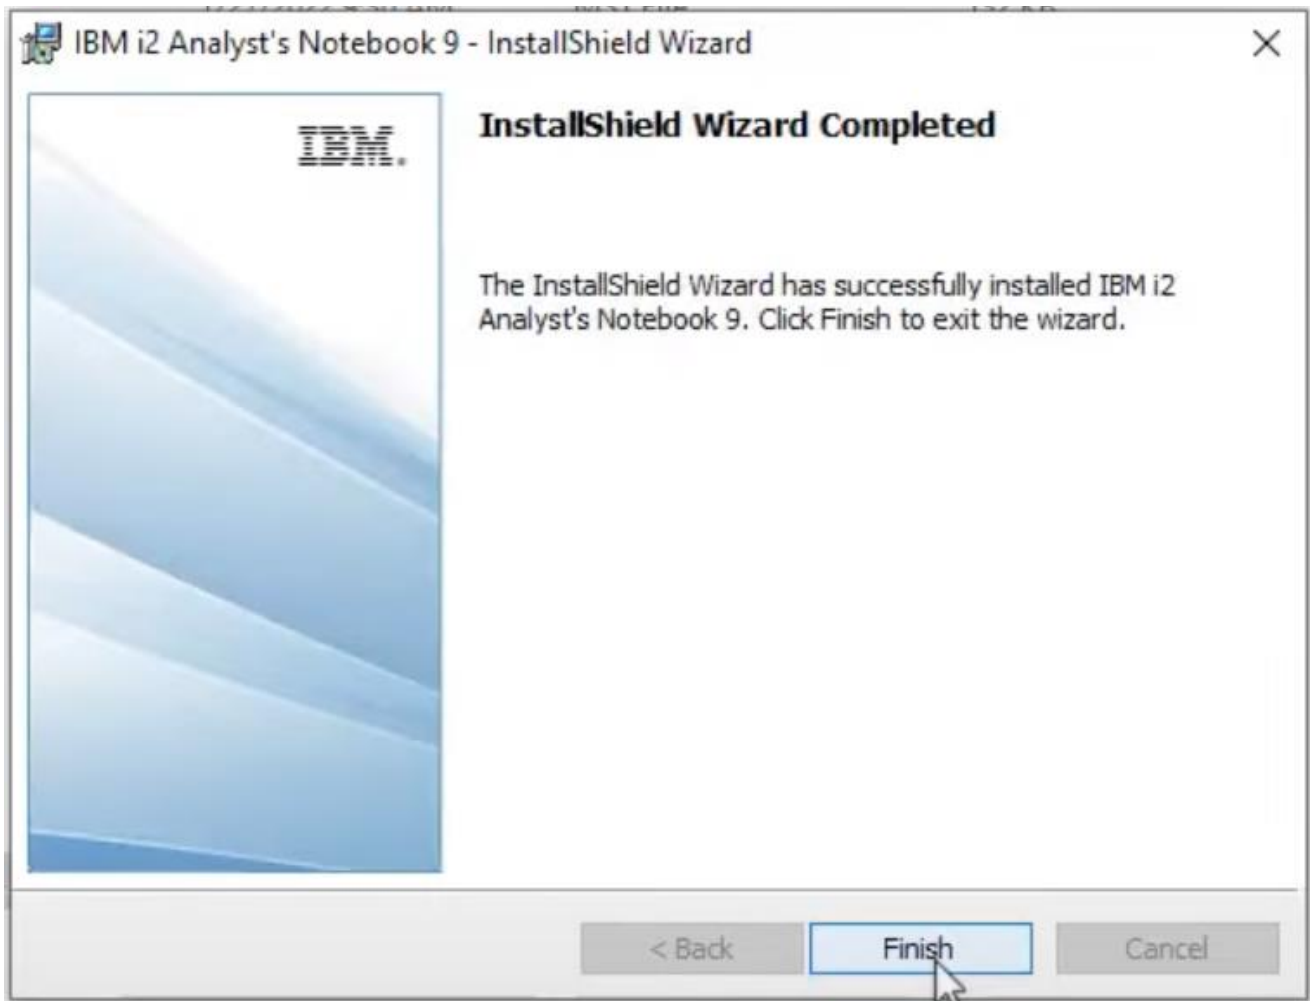 IBM i2 Analyst's Notebook 9 - InstallShield Wizard
IBM.
InstallShield Wizard Completed
The InstallShield Wizard has successfully installed IBM i2
Analyst's Notebook 9. Click Finish to exit the wizard.
< Back
Finish
Cancel